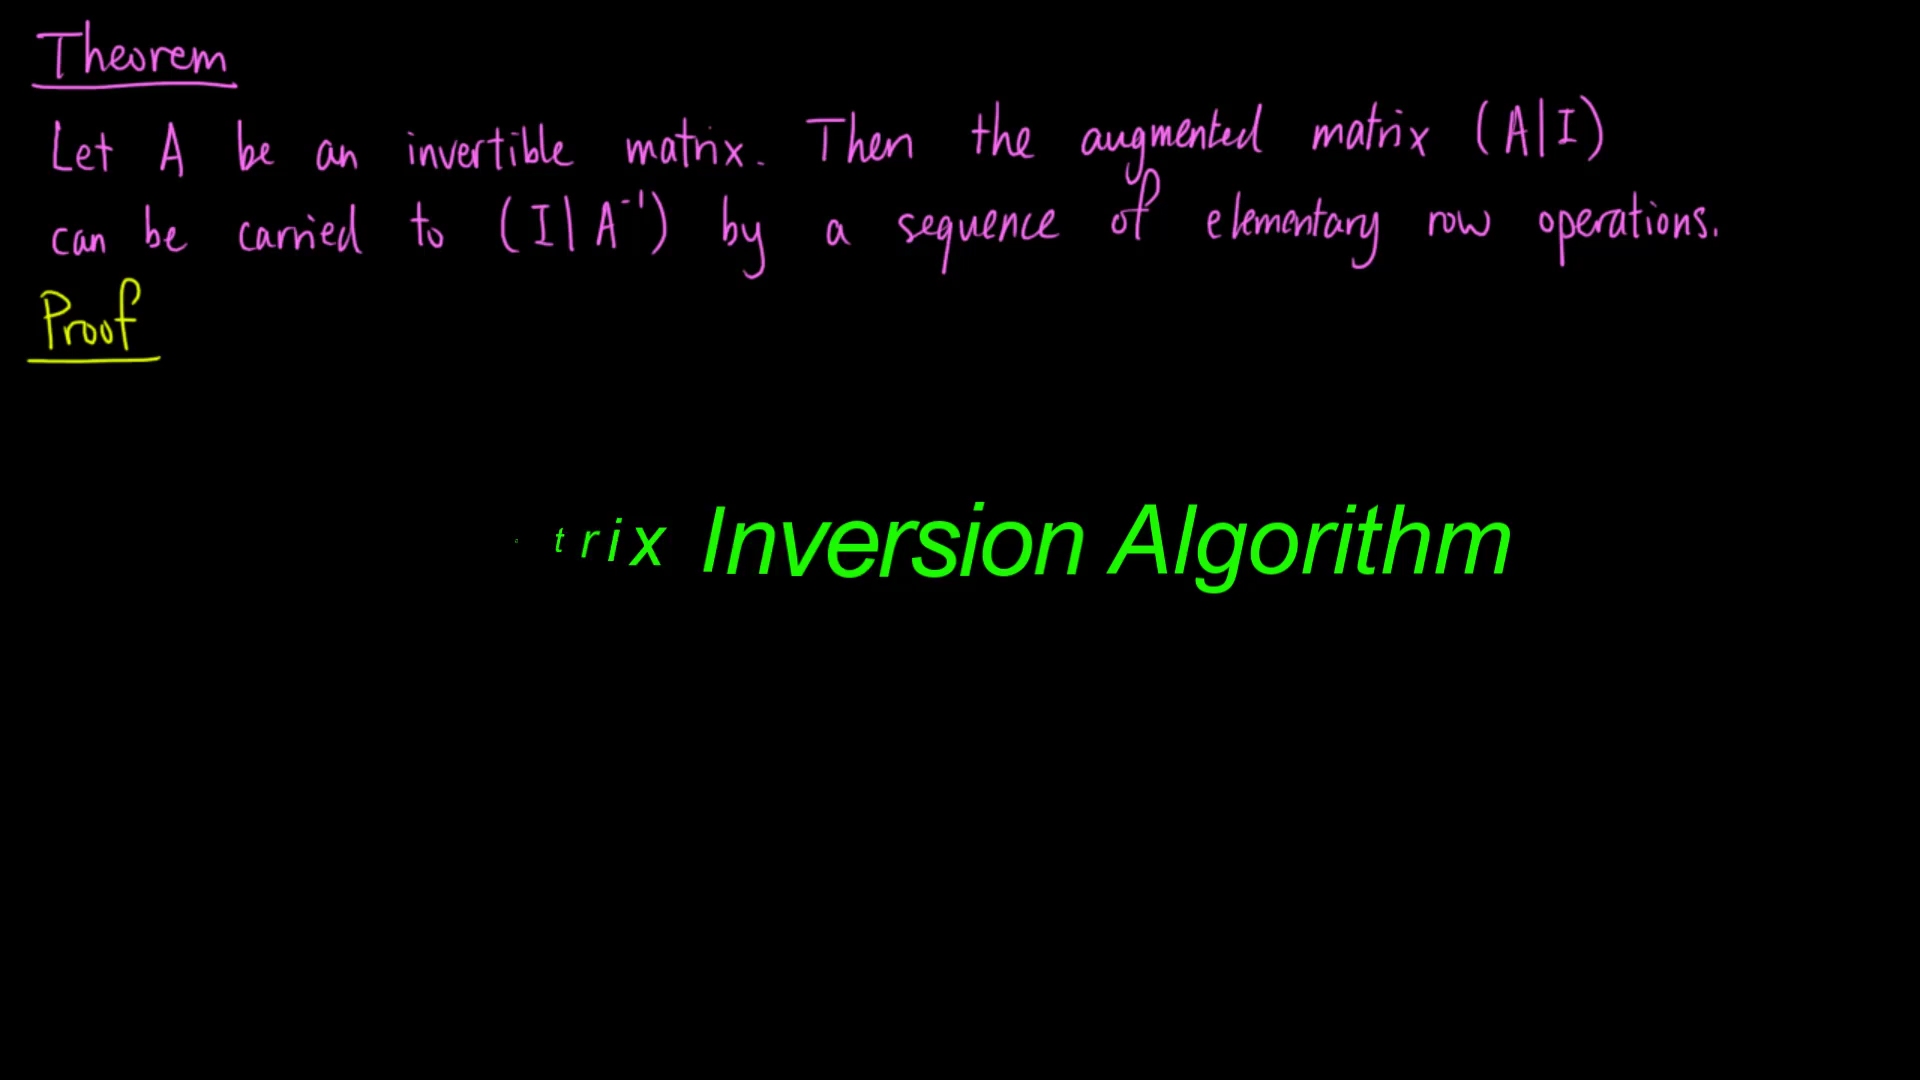 Theorem
Let A be an invertible matrix. Then the augmented matrix (A|I)
can be carried to (I|A⁻¹) by a sequence of elementary row operations.
Proof
trix Inversion Algorithm